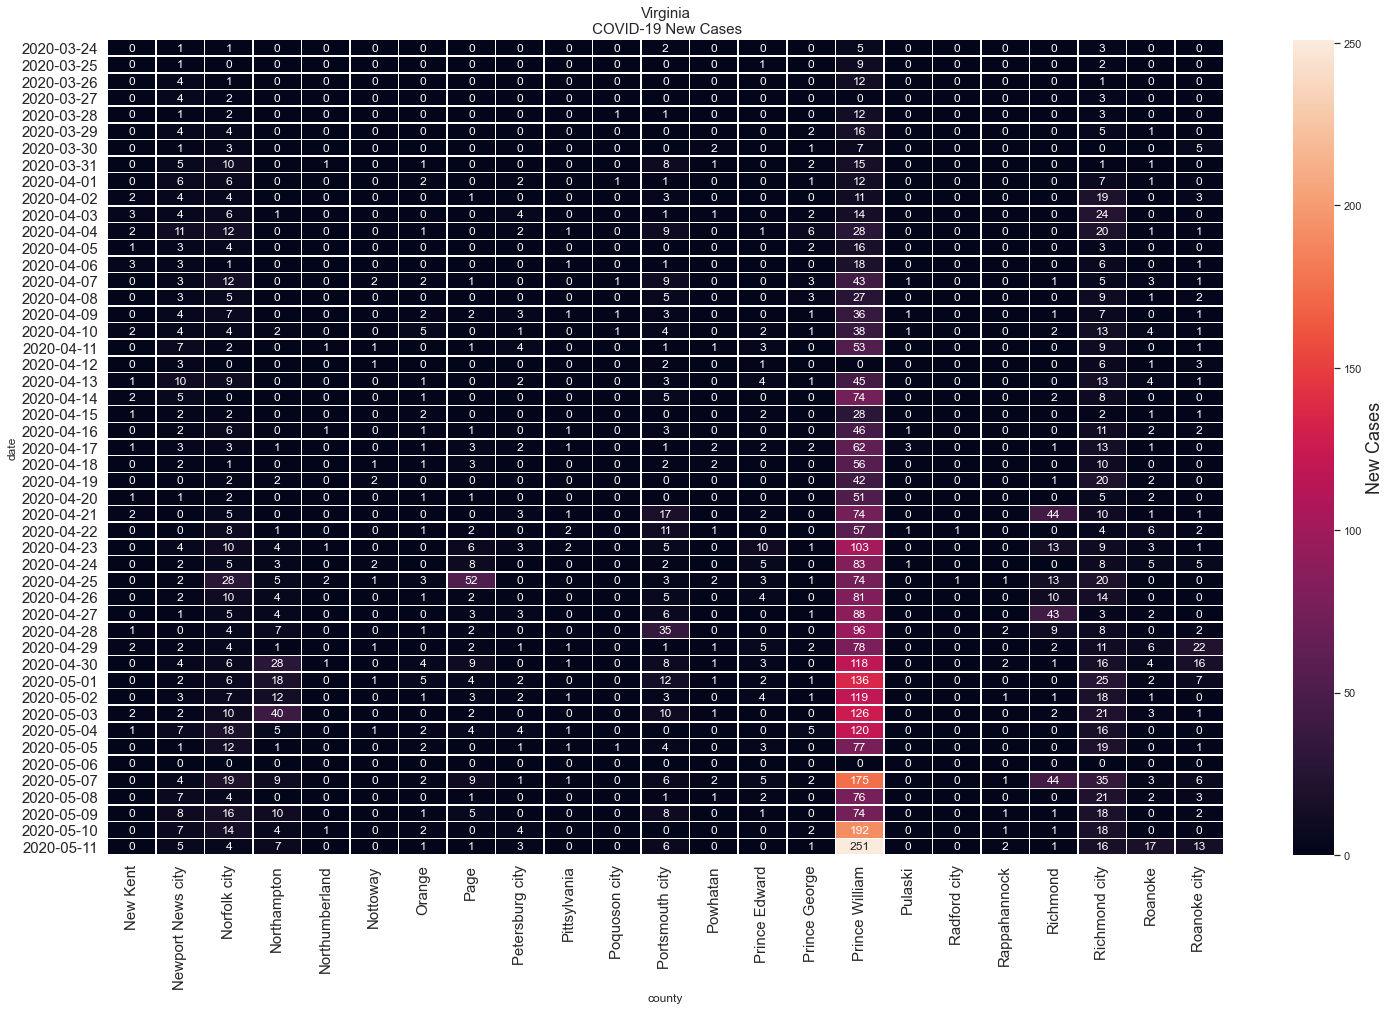 Virginia
COVID-19 New Cases
2020-03-24 0 1 1 0 0 0 0 0 0 0 0 2 0 0 0 5 0 0 0 0 3 0 0
2020-03-25 0 1 0 0 0 0 0 0 0 0 0 0 0 1 0 9 0 0 0 0 2 0 0
2020-03-26 0 4 1 0 0 0 0 0 0 0 0 0 0 0 0 12 0 0 0 0 1 0 0
2020-03-27 0 4 2 0 0 0 0 0 0 0 0 0 0 0 0 0 0 0 0 0 3 0 0
2020-03-28 0 1 2 0 0 0 0 0 0 0 1 1 0 0 0 12 0 0 0 0 3 0 0
2020-03-29 0 4 4 0 0 0 0 0 0 0 0 0 0 0 2 16 0 0 0 0 5 1 0
2020-03-30 0 1 3 0 0 0 0 0 0 0 0 0 2 0 1 7 0 0 0 0 0 0 5
2020-03-31 0 5 10 0 1 0 1 0 0 0 0 8 1 0 2 15 0 0 0 0 1 1 0
2020-04-01 0 6 6 0 0 0 2 0 2 0 1 1 0 0 1 12 0 0 0 0 7 1 0
2020-04-02 2 4 4 0 0 0 0 1 0 0 0 3 0 0 0 11 0 0 0 0 19 0 3
2020-04-03 3 4 6 1 0 0 0 0 4 0 0 1 1 0 2 14 0 0 0 0 24 0 0
2020-04-04 2 11 12 0 0 0 1 0 2 1 0 9 0 1 6 28 0 0 0 0 20 1 1
2020-04-05 1 3 4 0 0 0 0 0 0 0 0 0 0 0 2 16 0 0 0 0 3 0 0
2020-04-06 3 3 1 0 0 0 0 0 0 1 0 1 0 0 0 18 0 0 0 0 6 0 1
2020-04-07 0 3 12 0 0 2 2 1 0 0 1 9 0 0 3 43 1 0 0 1 5 3 1
2020-04-08 0 3 5 0 0 0 0 0 0 0 0 5 0 0 3 27 0 0 0 0 9 1 2
2020-04-09 0 4 7 0 0 0 2 2 3 1 1 3 0 0 1 36 1 0 0 1 7 0 1
2020-04-10 2 4 4 2 0 0 5 0 1 0 1 4 0 2 1 38 1 0 0 2 13 4 1
2020-04-11 0 7 2 0 1 1 0 1 4 0 0 1 1 3 0 53 0 0 0 0 9 0 1
2020-04-12 0 3 0 0 0 1 0 0 0 0 0 2 0 1 0 0 0 0 0 0 6 1 3
2020-04-13 1 10 9 0 0 0 1 0 2 0 0 3 0 4 1 45 0 0 0 0 13 4 1
2020-04-14 2 5 0 0 0 0 1 0 0 0 0 5 0 0 0 74 0 0 0 2 8 0 0
2020-04-15 1 2 2 0 0 0 2 0 0 0 0 0 0 2 0 28 0 0 0 0 2 1 1
2020-04-16 0 2 6 0 1 0 1 1 0 1 0 3 0 0 0 46 1 0 0 0 11 2 2
2020-04-17 1 3 3 1 0 0 1 3 2 1 0 1 2 2 2 62 3 0 0 1 13 1 0
2020-04-18 0 2 1 0 0 1 1 3 0 0 0 2 2 0 0 56 0 0 0 0 10 0 0
2020-04-19 0 0 2 2 0 2 0 0 0 0 0 0 0 0 0 42 0 0 0 1 20 2 0
2020-04-20 1 1 2 0 0 0 1 1 0 0 0 0 0 0 0 51 0 0 0 0 5 2 0
2020-04-21 2 0 5 0 0 0 0 0 3 1 0 17 0 2 0 74 0 0 0 44 10 1 1
2020-04-22 0 0 8 1 0 0 1 2 0 2 0 11 1 0 0 57 1 1 0 0 4 6 2
2020-04-23 0 4 10 4 1 0 0 6 3 2 0 5 0 10 1 103 0 0 0 13 9 3 1
2020-04-24 0 2 5 3 0 2 0 8 0 0 0 2 0 5 0 83 1 0 0 0 8 5 5
2020-04-25 0 2 28 5 2 1 3 52 0 0 0 3 2 3 1 74 0 1 1 13 20 0 0
2020-04-26 0 2 10 4 0 0 1 2 0 0 0 5 0 4 0 81 0 0 0 10 14 0 0
2020-04-27 0 1 5 4 0 0 0 3 3 0 0 6 0 0 1 88 0 0 0 43 3 2 0
2020-04-28 1 0 4 7 0 0 1 2 0 0 0 35 0 0 0 96 0 0 2 9 8 0 2
2020-04-29 2 2 4 1 0 1 0 2 1 1 0 1 1 5 2 78 0 0 0 2 11 6 22
2020-04-30 0 4 6 28 1 0 4 9 0 1 0 8 1 3 0 118 0 0 2 1 16 4 16
2020-05-01 0 2 6 18 0 1 5 4 2 0 0 12 1 2 1 136 0 0 0 0 25 2 7
2020-05-02 0 3 7 12 0 0 1 3 2 1 0 3 0 4 1 119 0 0 1 1 18 1 0
2020-05-03 2 2 10 40 0 0 0 2 0 0 0 10 1 0 0 126 0 0 0 2 21 3 1
2020-05-04 1 7 18 5 0 1 2 4 4 1 0 0 0 0 5 120 0 0 0 0 16 0 0
2020-05-05 0 1 12 1 0 0 2 0 1 1 1 4 0 3 0 77 0 0 0 0 19 0 1
2020-05-06 0 0 0 0 0 0 0 0 0 0 0 0 0 0 0 0 0 0 0 0 0 0 0
2020-05-07 0 4 19 9 0 0 2 9 1 1 0 6 2 5 2 175 0 0 1 44 35 3 6
2020-05-08 0 7 4 0 0 0 0 1 0 0 0 1 1 2 0 76 0 0 0 0 21 2 3
2020-05-09 0 8 16 10 0 0 1 5 0 0 0 8 0 1 0 74 0 0 1 1 18 0 2
2020-05-10 0 7 14 4 1 0 2 0 4 0 0 0 0 0 2 192 0 0 1 1 18 0 0
2020-05-11 0 5 4 7 0 0 1 1 3 0 0 6 0 0 1 251 0 0 2 1 16 17 13
date
New Kent
Newport News city
Norfolk city
Northampton
Northumberland
Nottoway
Orange
Page
Petersburg city
Pittsylvania
Poquoson city
Portsmouth city
Powhatan
Prince Edward
Prince George
Prince William
Pulaski
Radford city
Rappahannock
Richmond
Richmond city
Roanoke
Roanoke city
county
250
200
150
100
50
0
New Cases